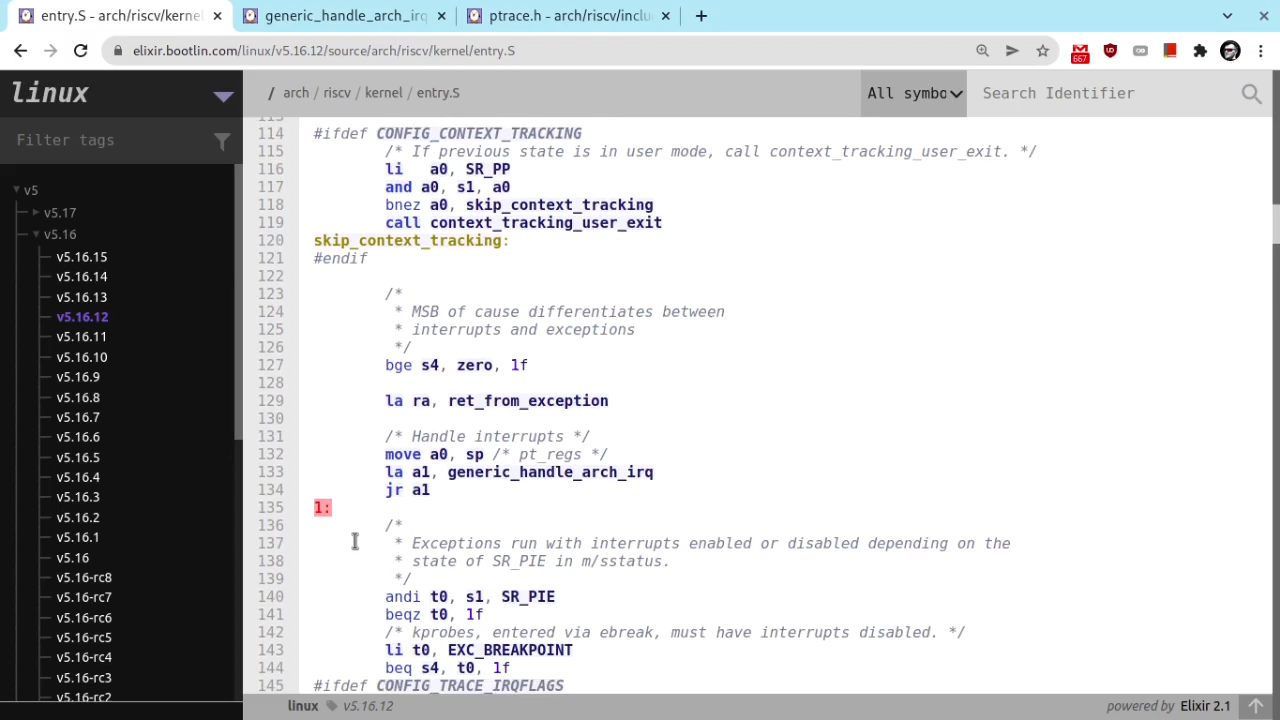 entry.S - arch/riscv/kerne
generic_handle_arch_irq
ptrace.h - arch/riscv/inclu
elixir.bootlin.com/linux/v5.16.12/source/arch/riscv/kernel/entry.S
667
linux
/ arch / riscv / kernel / entry.S
All symbo
Search Identifier
Filter tags
v5
v5.17
v5.16
v5.16.15
v5.16.14
v5.16.13
v5.16.12
v5.16.11
v5.16.10
v5.16.9
v5.16.8
v5.16.7
v5.16.6
v5.16.5
v5.16.4
v5.16.3
v5.16.2
v5.16.1
v5.16
v5.16-rc8
v5.16-rc7
v5.16-rc6
v5.16-rc5
v5.16-rc4
v5.16-rc3
v5.16-rc2
113
114 #ifdef CONFIG_CONTEXT_TRACKING
115 /* If previous state is in user mode, call context_tracking_user_exit. */
116 li a0, SR_PP
117 and a0, s1, a0
118 bnez a0, skip_context_tracking
119 call context_tracking_user_exit
120 skip_context_tracking:
121 #endif
122
123 /*
124 * MSB of cause differentiates between
125 * interrupts and exceptions
126 */
127 bge s4, zero, 1f
128
129 la ra, ret_from_exception
130
131 /* Handle interrupts */
132 move a0, sp /* pt_regs */
133 la a1, generic_handle_arch_irq
134 jr a1
135 1:
136 /*
137 * Exceptions run with interrupts enabled or disabled depending on the
138 * state of SR_PIE in m/sstatus.
139 */
140 andi t0, s1, SR_PIE
141 beqz t0, 1f
142 /* kprobes, entered via ebreak, must have interrupts disabled. */
143 li t0, EXC_BREAKPOINT
144 beq s4, t0, 1f
145 #ifdef CONFIG_TRACE_IRQFLAGS
linux v5.16.12
powered by Elixir 2.1